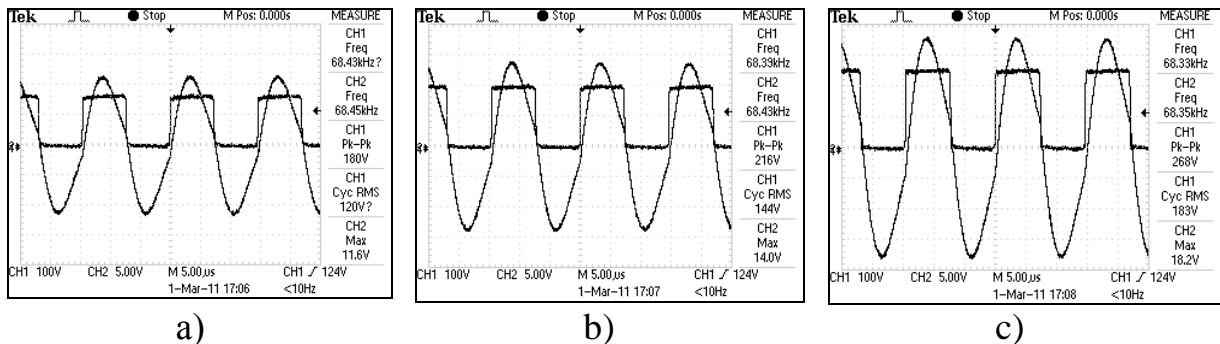 Tek Stop M Pos: 0.000s MEASURE
CH1
Freq
68.43kHz?
CH2
Freq
68.45kHz
CH1
Pk-Pk
180V
CH1
Cyc RMS
120V?
CH2
Max
11.6V
CH1 100V CH2 5.00V M 5.00µs CH1 124V
1-Mar-11 17:06 <10Hz
a)
Tek Stop M Pos: 0.000s MEASURE
CH1
Freq
68.39kHz
CH2
Freq
68.43kHz
CH1
Pk-Pk
216V
CH1
Cyc RMS
144V
CH2
Max
14.0V
CH1 100V CH2 5.00V M 5.00µs CH1 124V
1-Mar-11 17:07 <10Hz
b)
Tek Stop M Pos: 0.000s MEASURE
CH1
Freq
68.33kHz
CH2
Freq
68.35kHz
CH1
Pk-Pk
268V
CH1
Cyc RMS
183V
CH2
Max
18.2V
CH1 100V CH2 5.00V M 5.00µs CH1 124V
1-Mar-11 17:08 <10Hz
c)